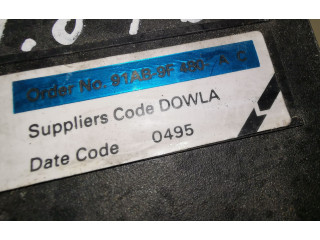 Order No. 91AB-9F 480- A C
Suppliers Code DOWLA
Date Code 0495